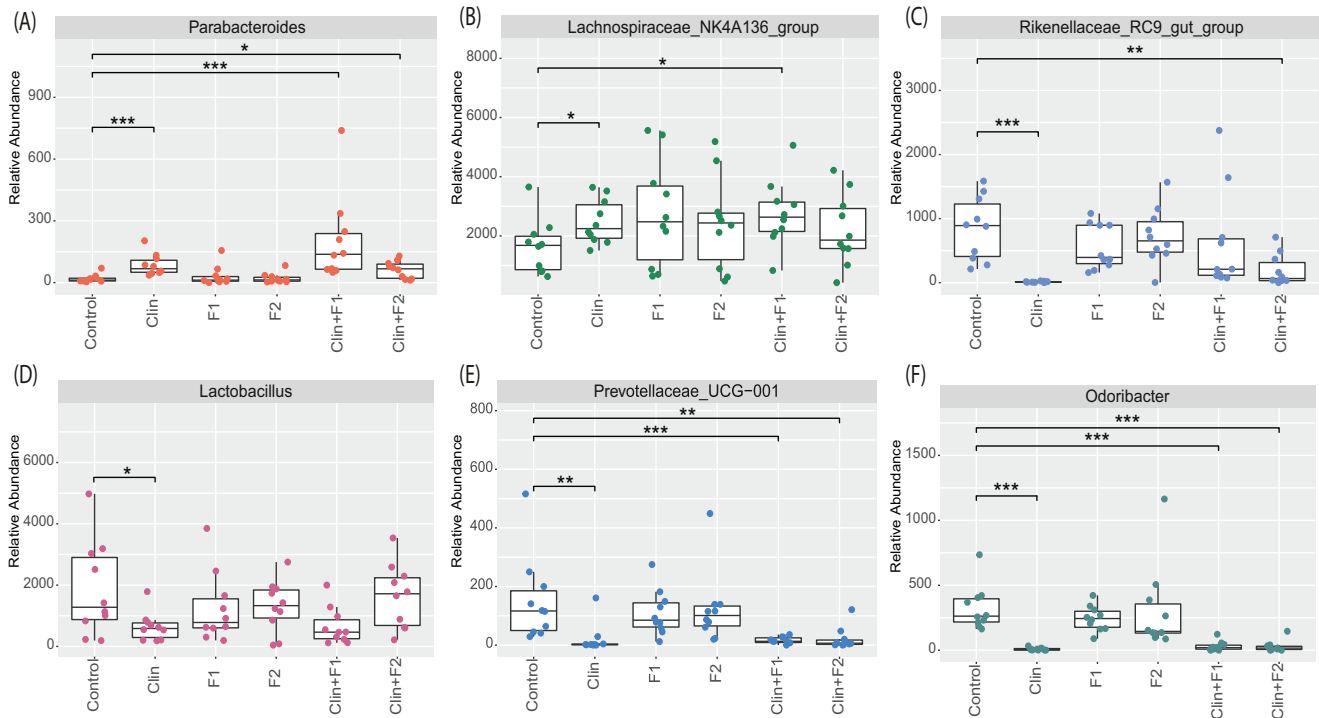 (A)
Parabacteroides
Relative Abundance
900
600
300
0
*
***
***
Control
Clin
F1
F2
Clin+F1
Clin+F2
(B)
Lachnospiraceae_NK4A136_group
Relative Abundance
8000
6000
4000
2000
*
*
Control
Clin
F1
F2
Clin+F1
Clin+F2
(C)
Rikenellaceae_RC9_gut_group
Relative Abundance
3000
2000
1000
0
**
***
Control
Clin
F1
F2
Clin+F1
Clin+F2
(D)
Lactobacillus
Relative Abundance
6000
4000
2000
0
*
Control
Clin
F1
F2
Clin+F1
Clin+F2
(E)
Prevotellaceae_UCG−001
Relative Abundance
800
600
400
200
0
**
***
**
Control
Clin
F1
F2
Clin+F1
Clin+F2
(F)
Odoribacter
Relative Abundance
1500
1000
500
0
***
***
***
Control
Clin
F1
F2
Clin+F1
Clin+F2